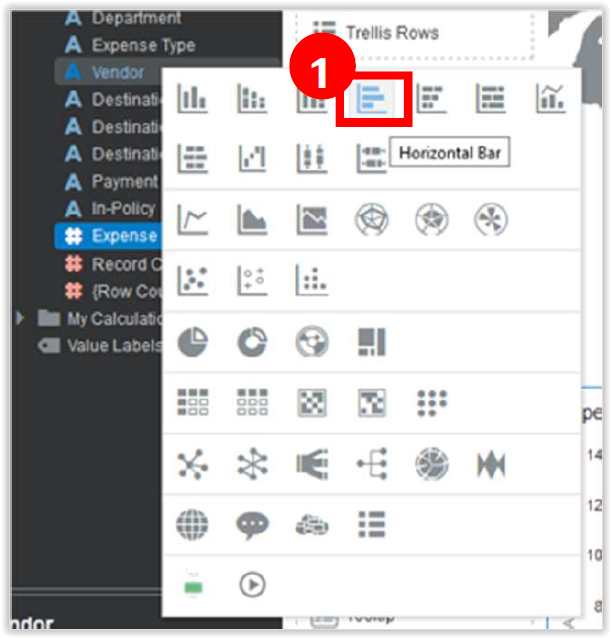 Department
Expense Type
Vendor
Destinati
Destinati
Destinati
Payment
In-Policy
Expense
Record C
{Row Cou
My Calculatio
Value Labels
Trellis Rows
1
Horizontal Bar
pe
14
12
10
8
ndor
Tooltip